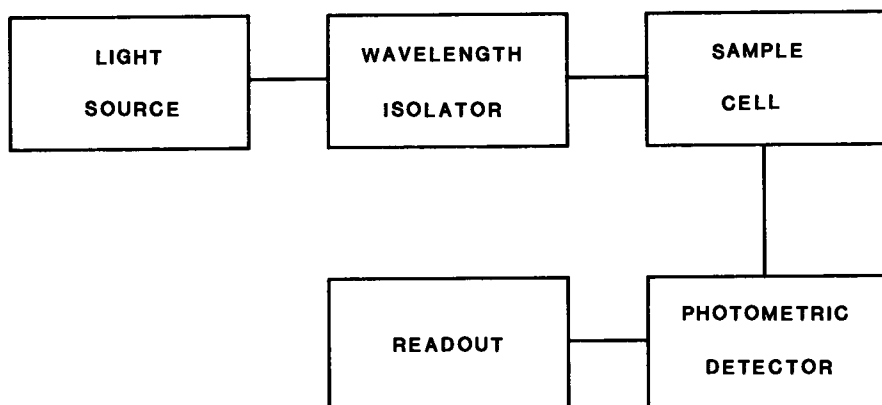 LIGHT
SOURCE
WAVELENGTH
ISOLATOR
SAMPLE
CELL
PHOTOMETRIC
DETECTOR
READOUT